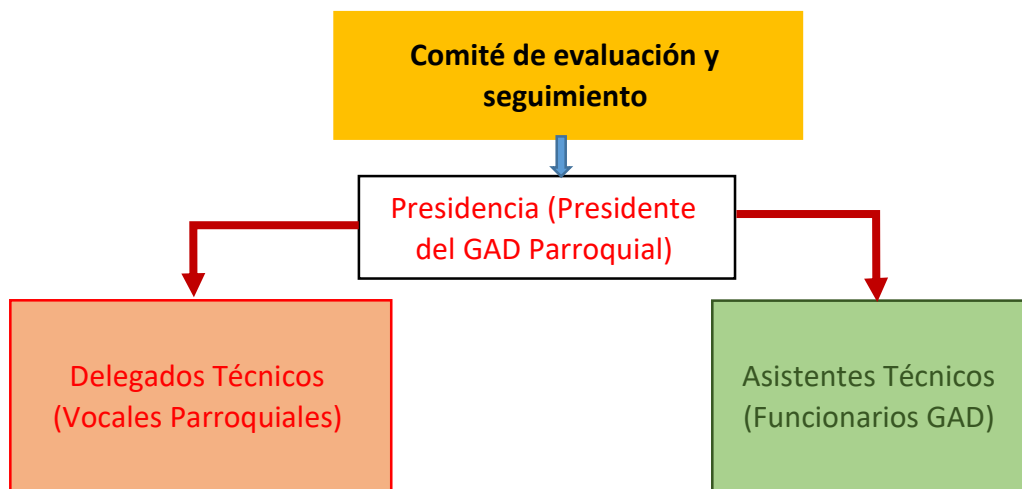 Comité de evaluación y
seguimiento
Presidencia (Presidente
del GAD Parroquial)
Delegados Técnicos
(Vocales Parroquiales)
Asistentes Técnicos
(Funcionarios GAD)